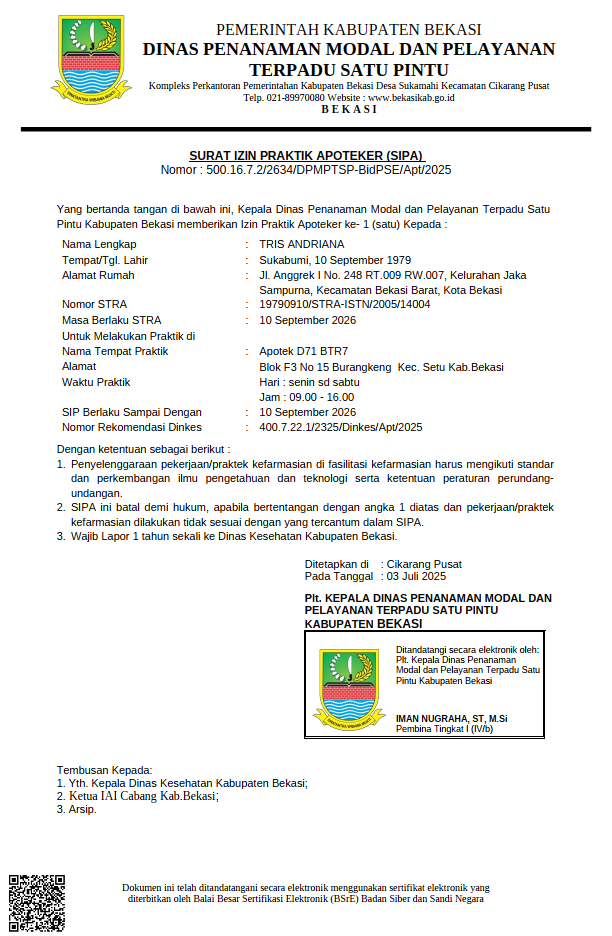 PEMERINTAH KABUPATEN BEKASI
DINAS PENANAMAN MODAL DAN PELAYANAN
TERPADU SATU PINTU
Kompleks Perkantoran Pemerintahan Kabupaten Bekasi Desa Sukamahi Kecamatan Cikarang Pusat
Telp. 021-89970080 Website : www.bekasikab.go.id
B E K A S I
SURAT IZIN PRAKTIK APOTEKER (SIPA)
Nomor : 500.16.7.2/2634/DPMPTSP-BidPSE/Apt/2025
Yang bertanda tangan di bawah ini, Kepala Dinas Penanaman Modal dan Pelayanan Terpadu Satu
Pintu Kabupaten Bekasi memberikan Izin Praktik Apoteker ke- 1 (satu) Kepada :
Nama Lengkap : TRIS ANDRIANA
Tempat/Tgl. Lahir : Sukabumi, 10 September 1979
Alamat Rumah : Jl. Anggrek I No. 248 RT.009 RW.007, Kelurahan Jaka
Sampurna, Kecamatan Bekasi Barat, Kota Bekasi
Nomor STRA : 19790910/STRA-ISTN/2005/14004
Masa Berlaku STRA : 10 September 2026
Untuk Melakukan Praktik di
Nama Tempat Praktik : Apotek D71 BTR7
Alamat Blok F3 No 15 Burangkeng Kec. Setu Kab.Bekasi
Waktu Praktik : Hari : senin sd sabtu
Jam : 09.00 - 16.00
SIP Berlaku Sampai Dengan : 10 September 2026
Nomor Rekomendasi Dinkes : 400.7.22.1/2325/Dinkes/Apt/2025
Dengan ketentuan sebagai berikut :
1. Penyelenggaraan pekerjaan/praktek kefarmasian di fasilitasi kefarmasian harus mengikuti standar
dan perkembangan ilmu pengetahuan dan teknologi serta ketentuan peraturan perundang-
undangan.
2. SIPA ini batal demi hukum, apabila bertentangan dengan angka 1 diatas dan pekerjaan/praktek
kefarmasian dilakukan tidak sesuai dengan yang tercantum dalam SIPA.
3. Wajib Lapor 1 tahun sekali ke Dinas Kesehatan Kabupaten Bekasi.
Ditetapkan di : Cikarang Pusat
Pada Tanggal : 03 Juli 2025
Plt. KEPALA DINAS PENANAMAN MODAL DAN
PELAYANAN TERPADU SATU PINTU
KABUPATEN BEKASI
Ditandatangi secara elektronik oleh:
Plt. Kepala Dinas Penanaman
Modal dan Pelayanan Terpadu Satu
Pintu Kabupaten Bekasi
IMAN NUGRAHA, ST, M.Si
Pembina Tingkat I (IV/b)
Tembusan Kepada:
1. Yth. Kepala Dinas Kesehatan Kabupaten Bekasi;
2. Ketua IAI Cabang Kab.Bekasi;
3. Arsip.
Dokumen ini telah ditandatangani secara elektronik menggunakan sertifikat elektronik yang
diterbitkan oleh Balai Besar Sertifikasi Elektronik (BSrE) Badan Siber dan Sandi Negara